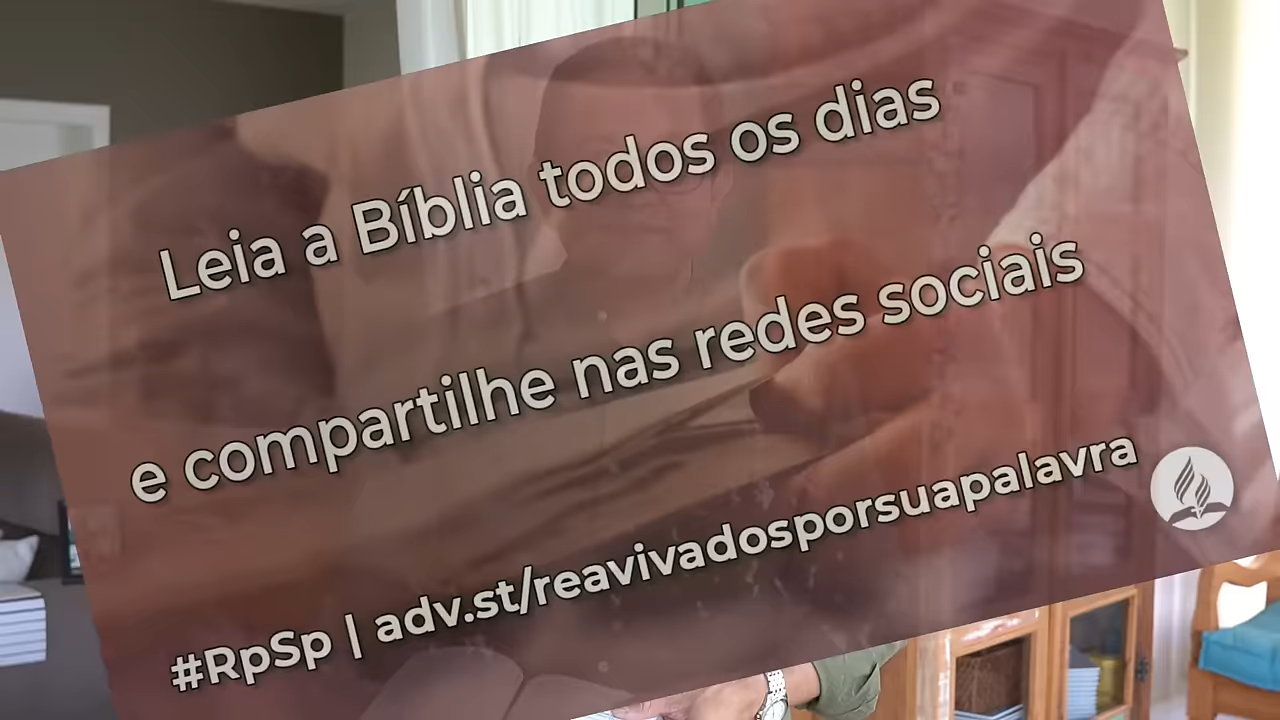 Leia a Bíblia todos os dias
e compartilhe nas redes sociais
#RpSp | adv.st/reavivadosporsuapalavra